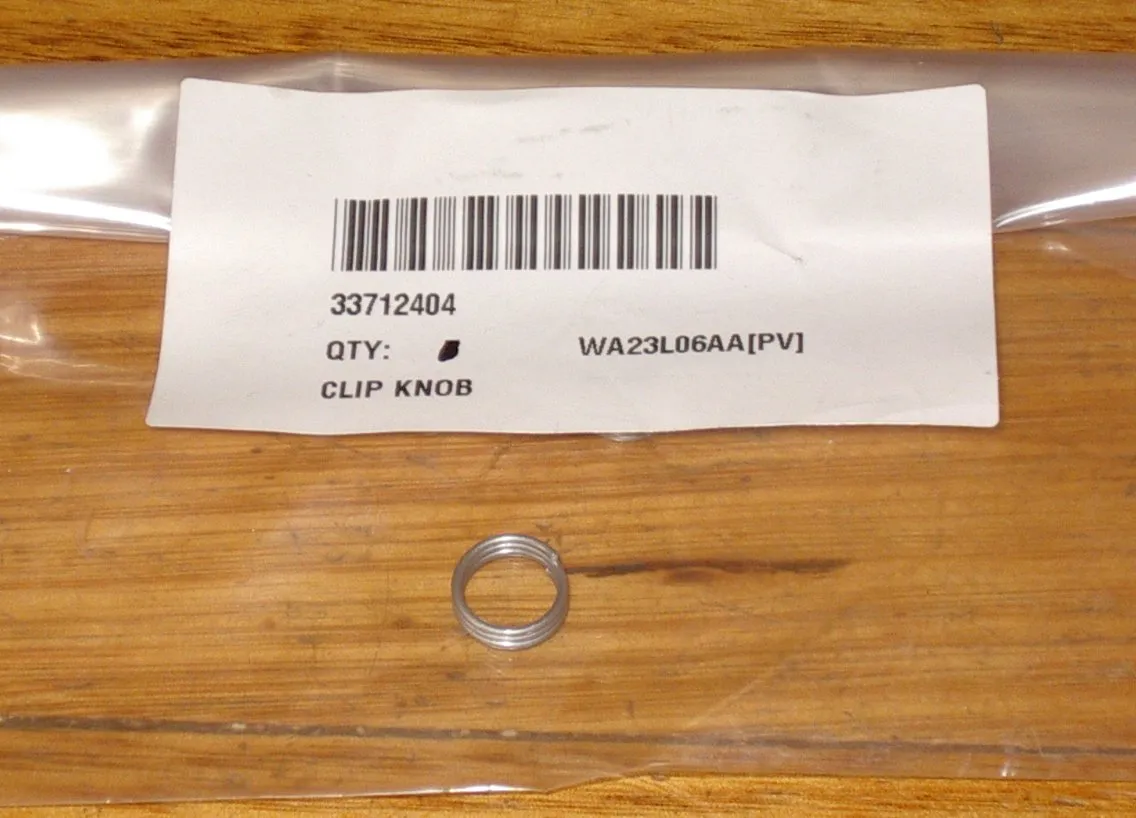 33712404
QTY:
WA23L06AA[PV]
CLIP KNOB